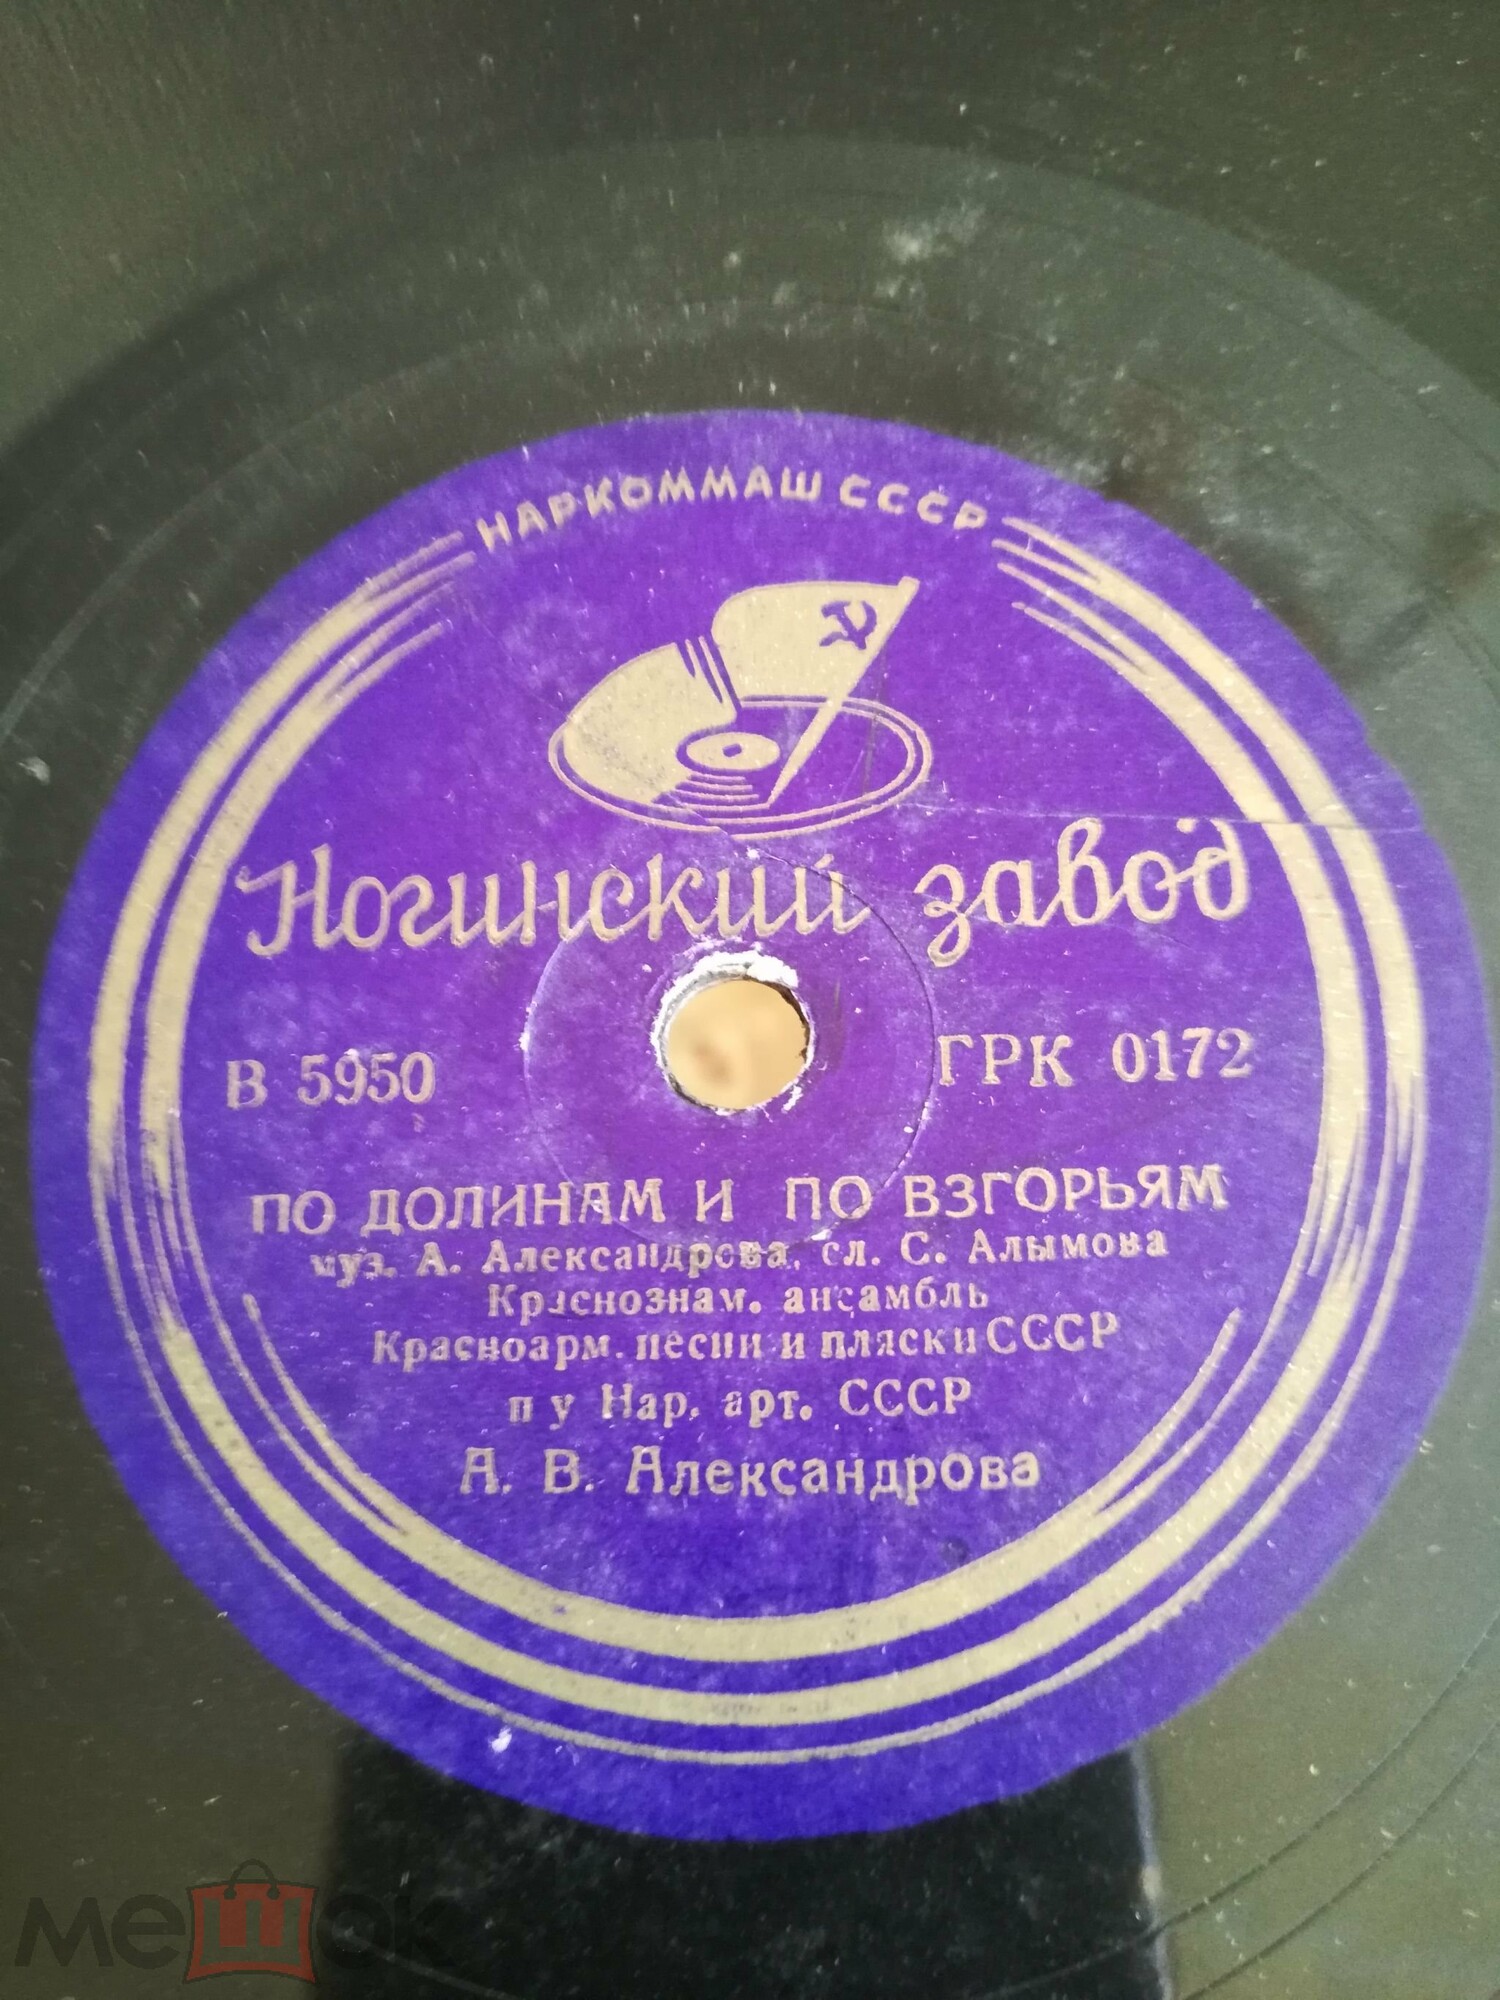 НАРКОММАШ СССР
Ногинский завод
В 5950
ГРК 0172
ПО ДОЛИНАМ И ПО ВЗГОРЬЯМ
муз. А. Александрова, сл. С. Алымова
Краснознам. ансамбль
Красноарм. песни и пляски СССР
п у Нар. арт. СССР
А. В. Александрова
мешок